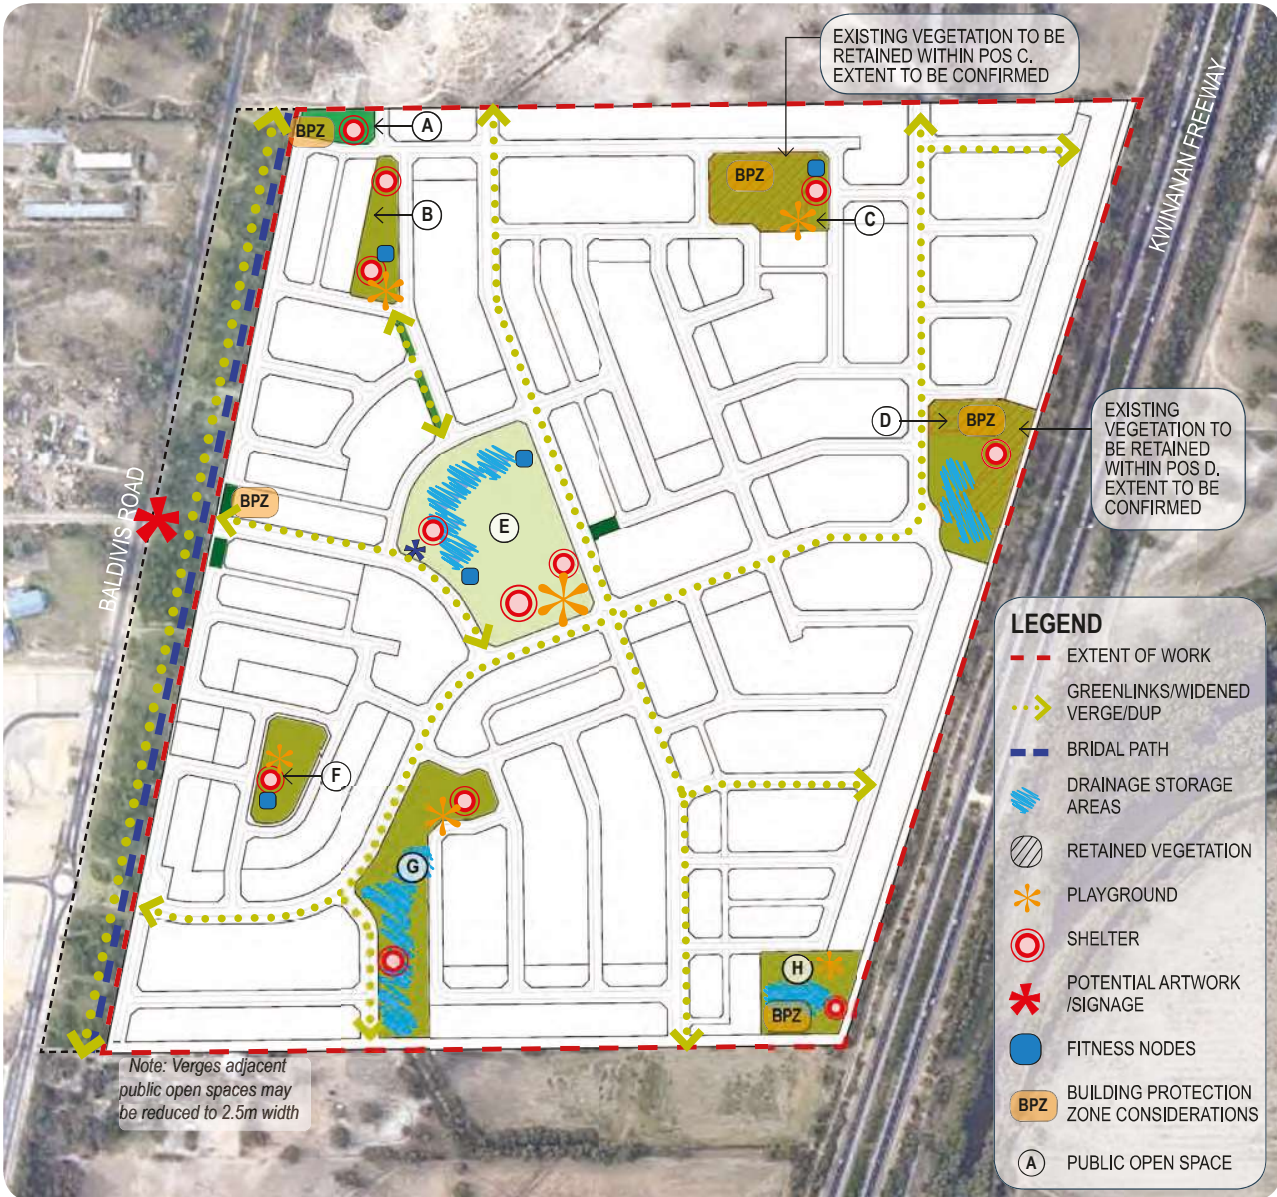 EXISTING VEGETATION TO BE
RETAINED WITHIN POS C.
EXTENT TO BE CONFIRMED
KWINANAN FREEWAY
BPZ
A
B
BPZ
C
D
BPZ
EXISTING
VEGETATION TO
BE RETAINED
WITHIN POS D.
EXTENT TO BE
CONFIRMED
BALDIVIS ROAD
BPZ
E
F
G
H
BPZ
Note: Verges adjacent
public open spaces may
be reduced to 2.5m width
LEGEND
EXTENT OF WORK
GREENLINKS/WIDENED
VERGE/DUP
BRIDAL PATH
DRAINAGE STORAGE
AREAS
RETAINED VEGETATION
PLAYGROUND
SHELTER
POTENTIAL ARTWORK
/SIGNAGE
FITNESS NODES
BPZ BUILDING PROTECTION
ZONE CONSIDERATIONS
A PUBLIC OPEN SPACE